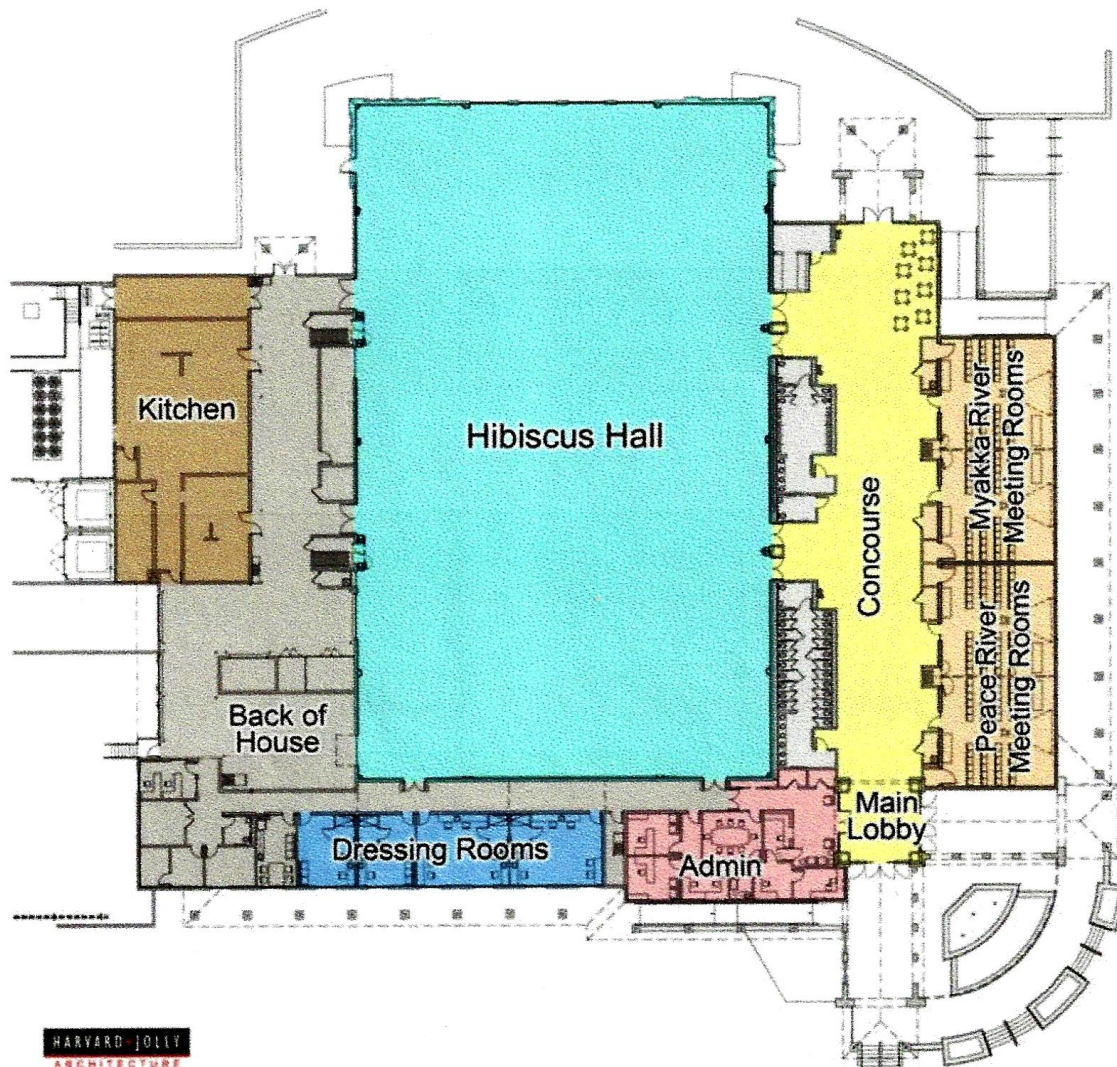 Kitchen
Hibiscus Hall
Concourse
Myakka River
Meeting Rooms
Peace River
Meeting Rooms
Back of
House
Main
Lobby
Dressing Rooms
Admin
HARVARD JOLLY
ARCHITECTURE